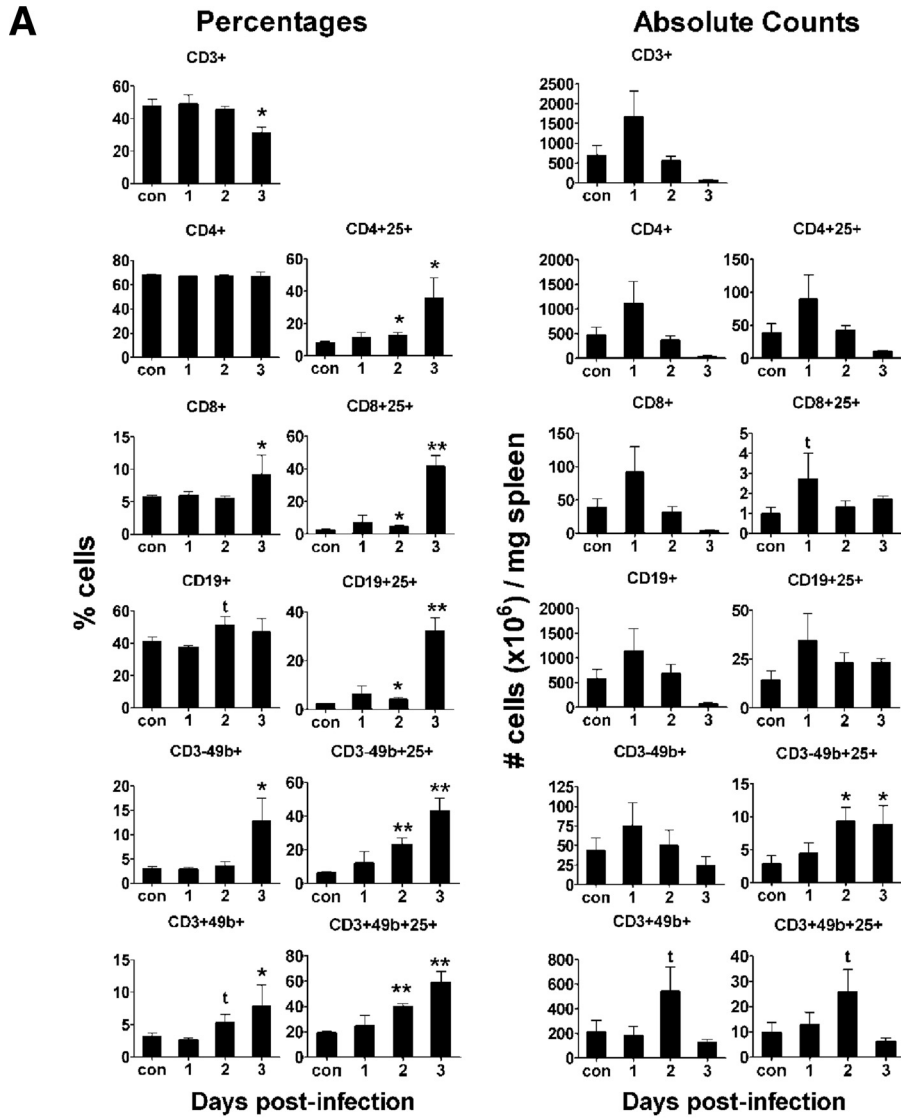 A
Percentages
Absolute Counts
CD3+
60
40
20
0
*
con 1 2 3
CD3+
2500
2000
1500
1000
500
0
con 1 2 3
CD4+
80
60
40
20
0
con 1 2 3
CD4+25+
60
40
20
0
* *
con 1 2 3
CD4+
2000
1500
1000
500
0
con 1 2 3
CD4+25+
150
100
50
0
con 1 2 3
CD8+
15
10
5
0
*
con 1 2 3
CD8+25+
60
40
20
0
* **
con 1 2 3
CD8+
150
100
50
0
con 1 2 3
CD8+25+
5
4
3
2
1
0
t
con 1 2 3
% cells
# cells (x10⁶) / mg spleen
CD19+
80
60
40
20
0
t
con 1 2 3
CD19+25+
40
20
0
* **
con 1 2 3
CD19+
2000
1500
1000
500
0
con 1 2 3
CD19+25+
75
50
25
0
con 1 2 3
CD3-49b+
20
15
10
5
0
*
con 1 2 3
CD3-49b+25+
60
40
20
0
** **
con 1 2 3
CD3-49b+
125
100
75
50
25
0
con 1 2 3
CD3-49b+25+
15
10
5
0
* *
con 1 2 3
CD3+49b+
15
10
5
0
t *
con 1 2 3
CD3+49b+25+
80
60
40
20
0
** **
con 1 2 3
CD3+49b+
800
600
400
200
0
t
con 1 2 3
CD3+49b+25+
40
30
20
10
0
t
con 1 2 3
Days post-infection
Days post-infection